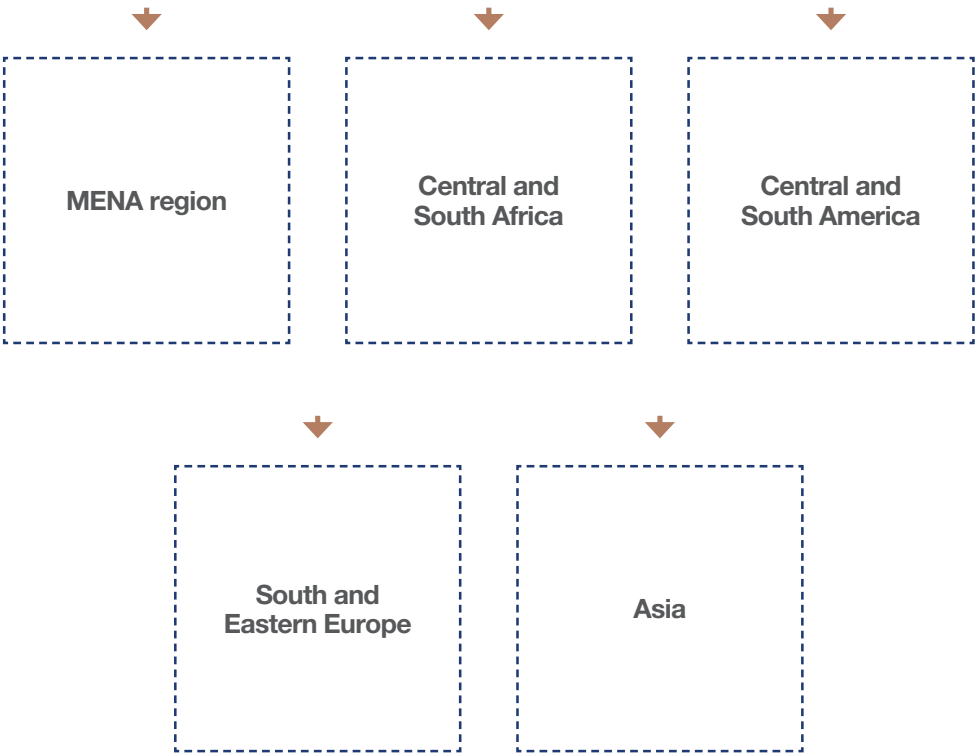 MENA region
Central and
South Africa
Central and
South America
South and
Eastern Europe
Asia